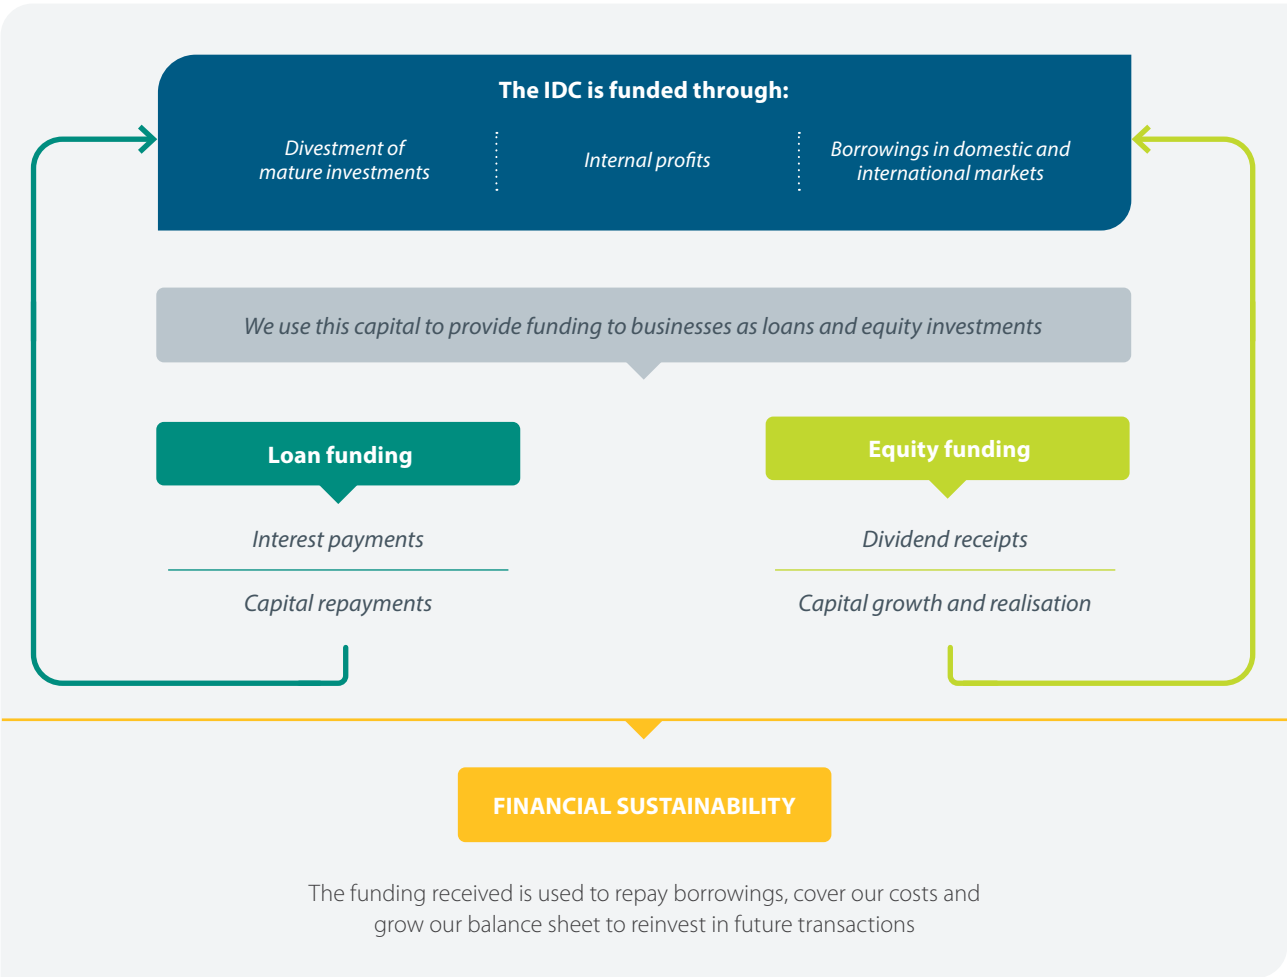 The IDC is funded through:
Divestment of
mature investments
Internal profits
Borrowings in domestic and
international markets
We use this capital to provide funding to businesses as loans and equity investments
Loan funding
Interest payments
Capital repayments
Equity funding
Dividend receipts
Capital growth and realisation
FINANCIAL SUSTAINABILITY
The funding received is used to repay borrowings, cover our costs and
grow our balance sheet to reinvest in future transactions